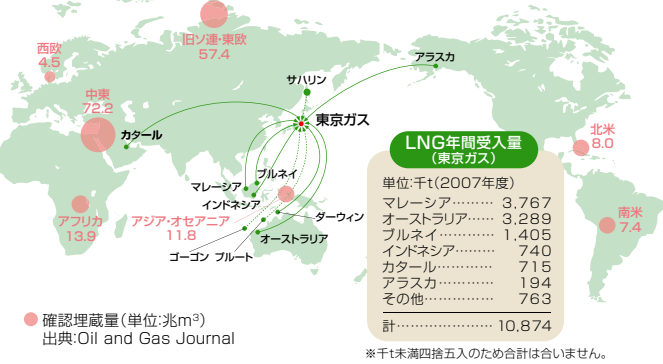 旧ソ連・東欧
57.4
西欧
4.5
アラスカ
サハリン
中東
72.2
東京ガス
カタール
北米
8.0
LNG年間受入量
（東京ガス）
ブルネイ
マレーシア
インドネシア
単位:千t（2007年度）
マレーシア……… 3,767
オーストラリア…… 3,289
ブルネイ………… 1,405
インドネシア……… 740
カタール………… 715
アラスカ………… 194
その他…………… 763
計………………… 10,874
アフリカ
13.9
アジア・オセアニア
11.8
ダーウィン
南米
7.4
オーストラリア
ゴーゴン プルート
確認埋蔵量（単位:兆m³）
出典:Oil and Gas Journal
※千t未満四捨五入のため合計は合いません。